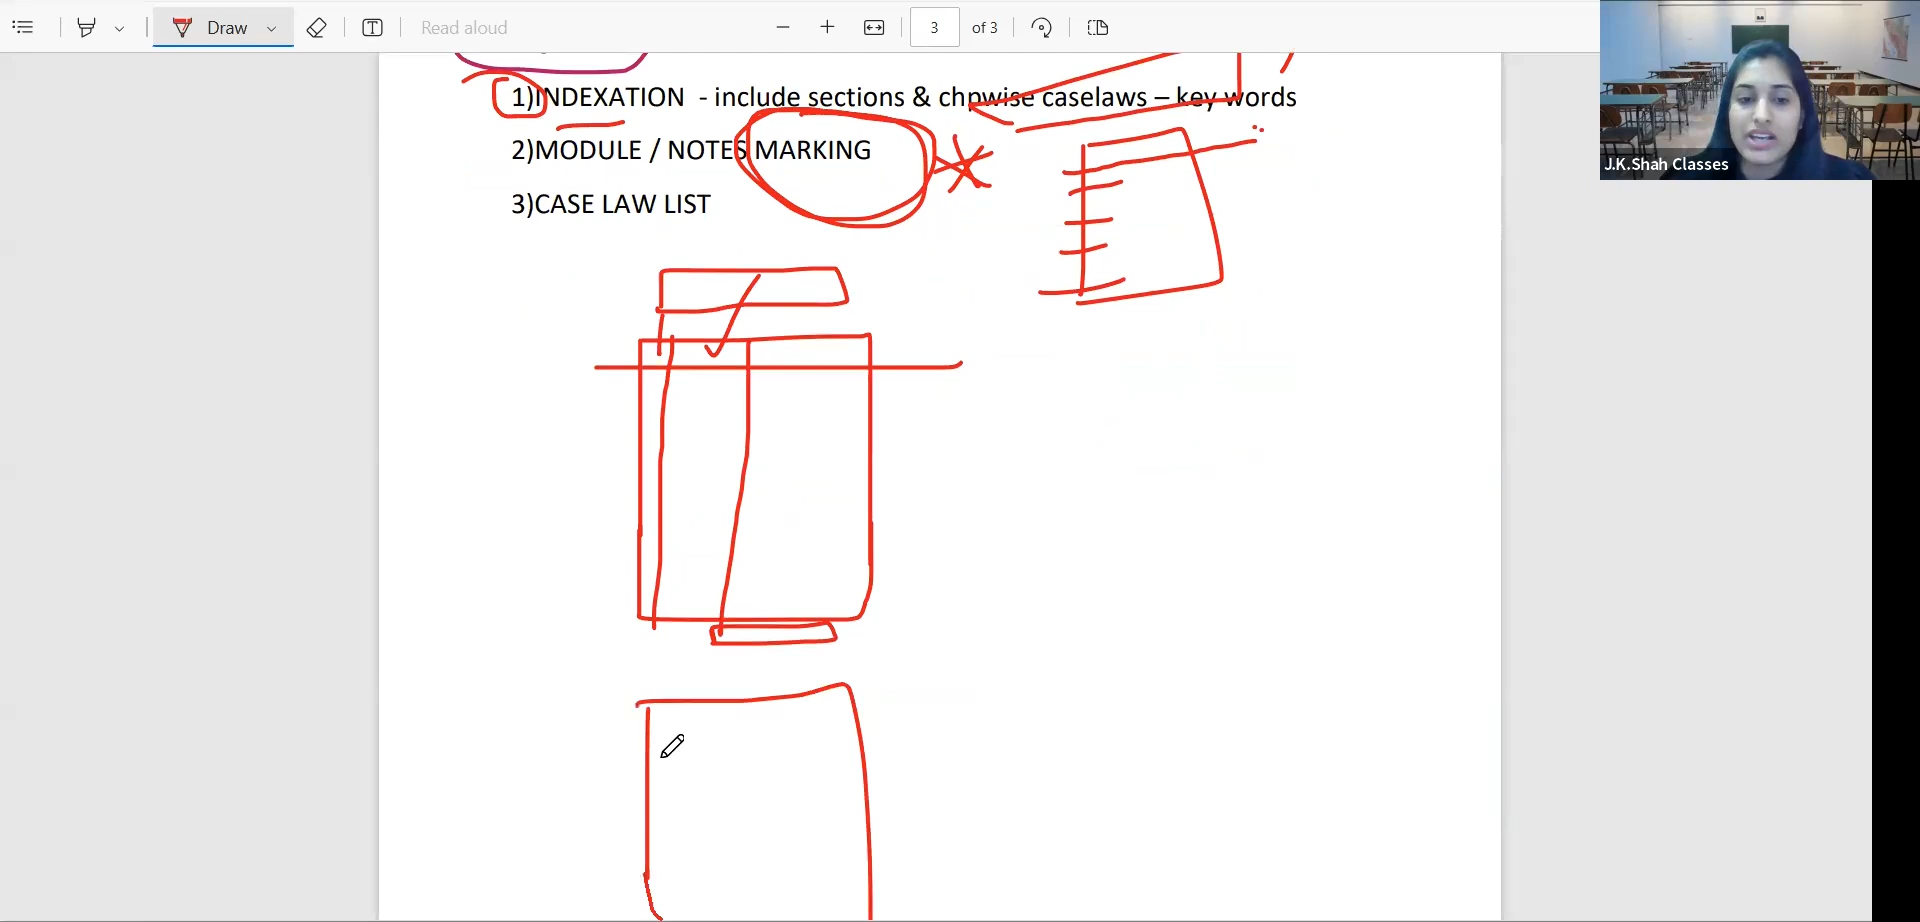 Draw
Read aloud
3
of 3
J.K.Shah Classes
1)INDEXATION - include sections & chpwise caselaws – key words
2)MODULE / NOTES MARKING
3)CASE LAW LIST